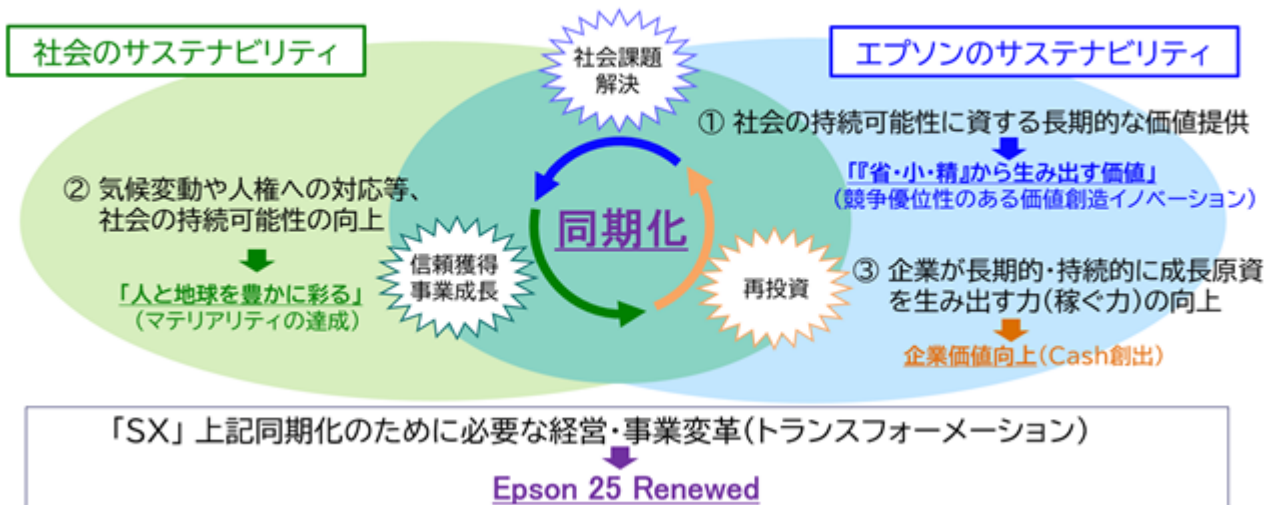 社会のサステナビリティ
エプソンのサステナビリティ
社会課題
解決
① 社会の持続可能性に資する長期的な価値提供
「『省・小・精』から生み出す価値」
（競争優位性のある価値創造イノベーション）
② 気候変動や人権への対応等、
社会の持続可能性の向上
「人と地球を豊かに彩る」
（マテリアリティの達成）
同期化
信頼獲得
事業成長
再投資
③ 企業が長期的・持続的に成長原資
を生み出す力（稼ぐ力）の向上
企業価値向上（Cash創出）
「SX」 上記同期化のために必要な経営・事業変革（トランスフォーメーション）
Epson 25 Renewed